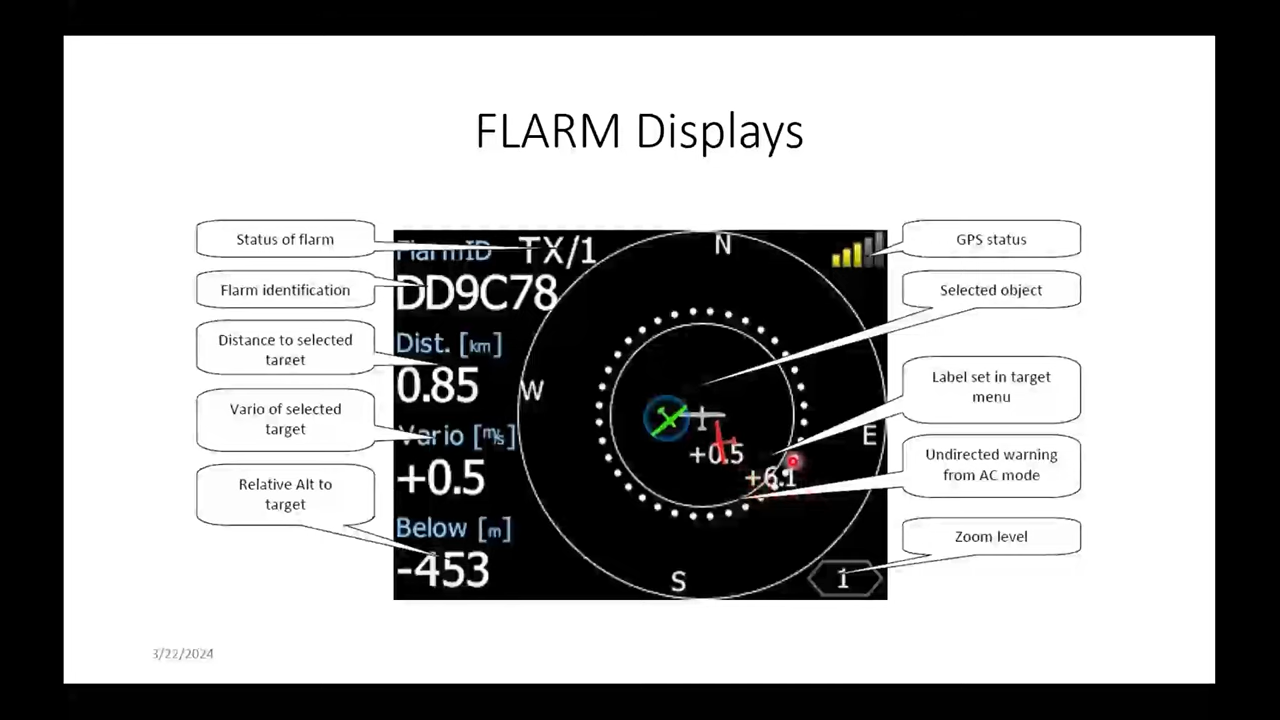 FLARM Displays
Status of flarm
Flarm identification
Distance to selected
target
Vario of selected
target
Relative Alt to
target
FlarmID TX/1
DD9C78
Dist. [km]
0.85
Vario [m/s]
+0.5
Below [m]
-453
N
W
E
S
+0.5
+6.1
1
GPS status
Selected object
Label set in target
menu
Undirected warning
from AC mode
Zoom level
3/22/2024